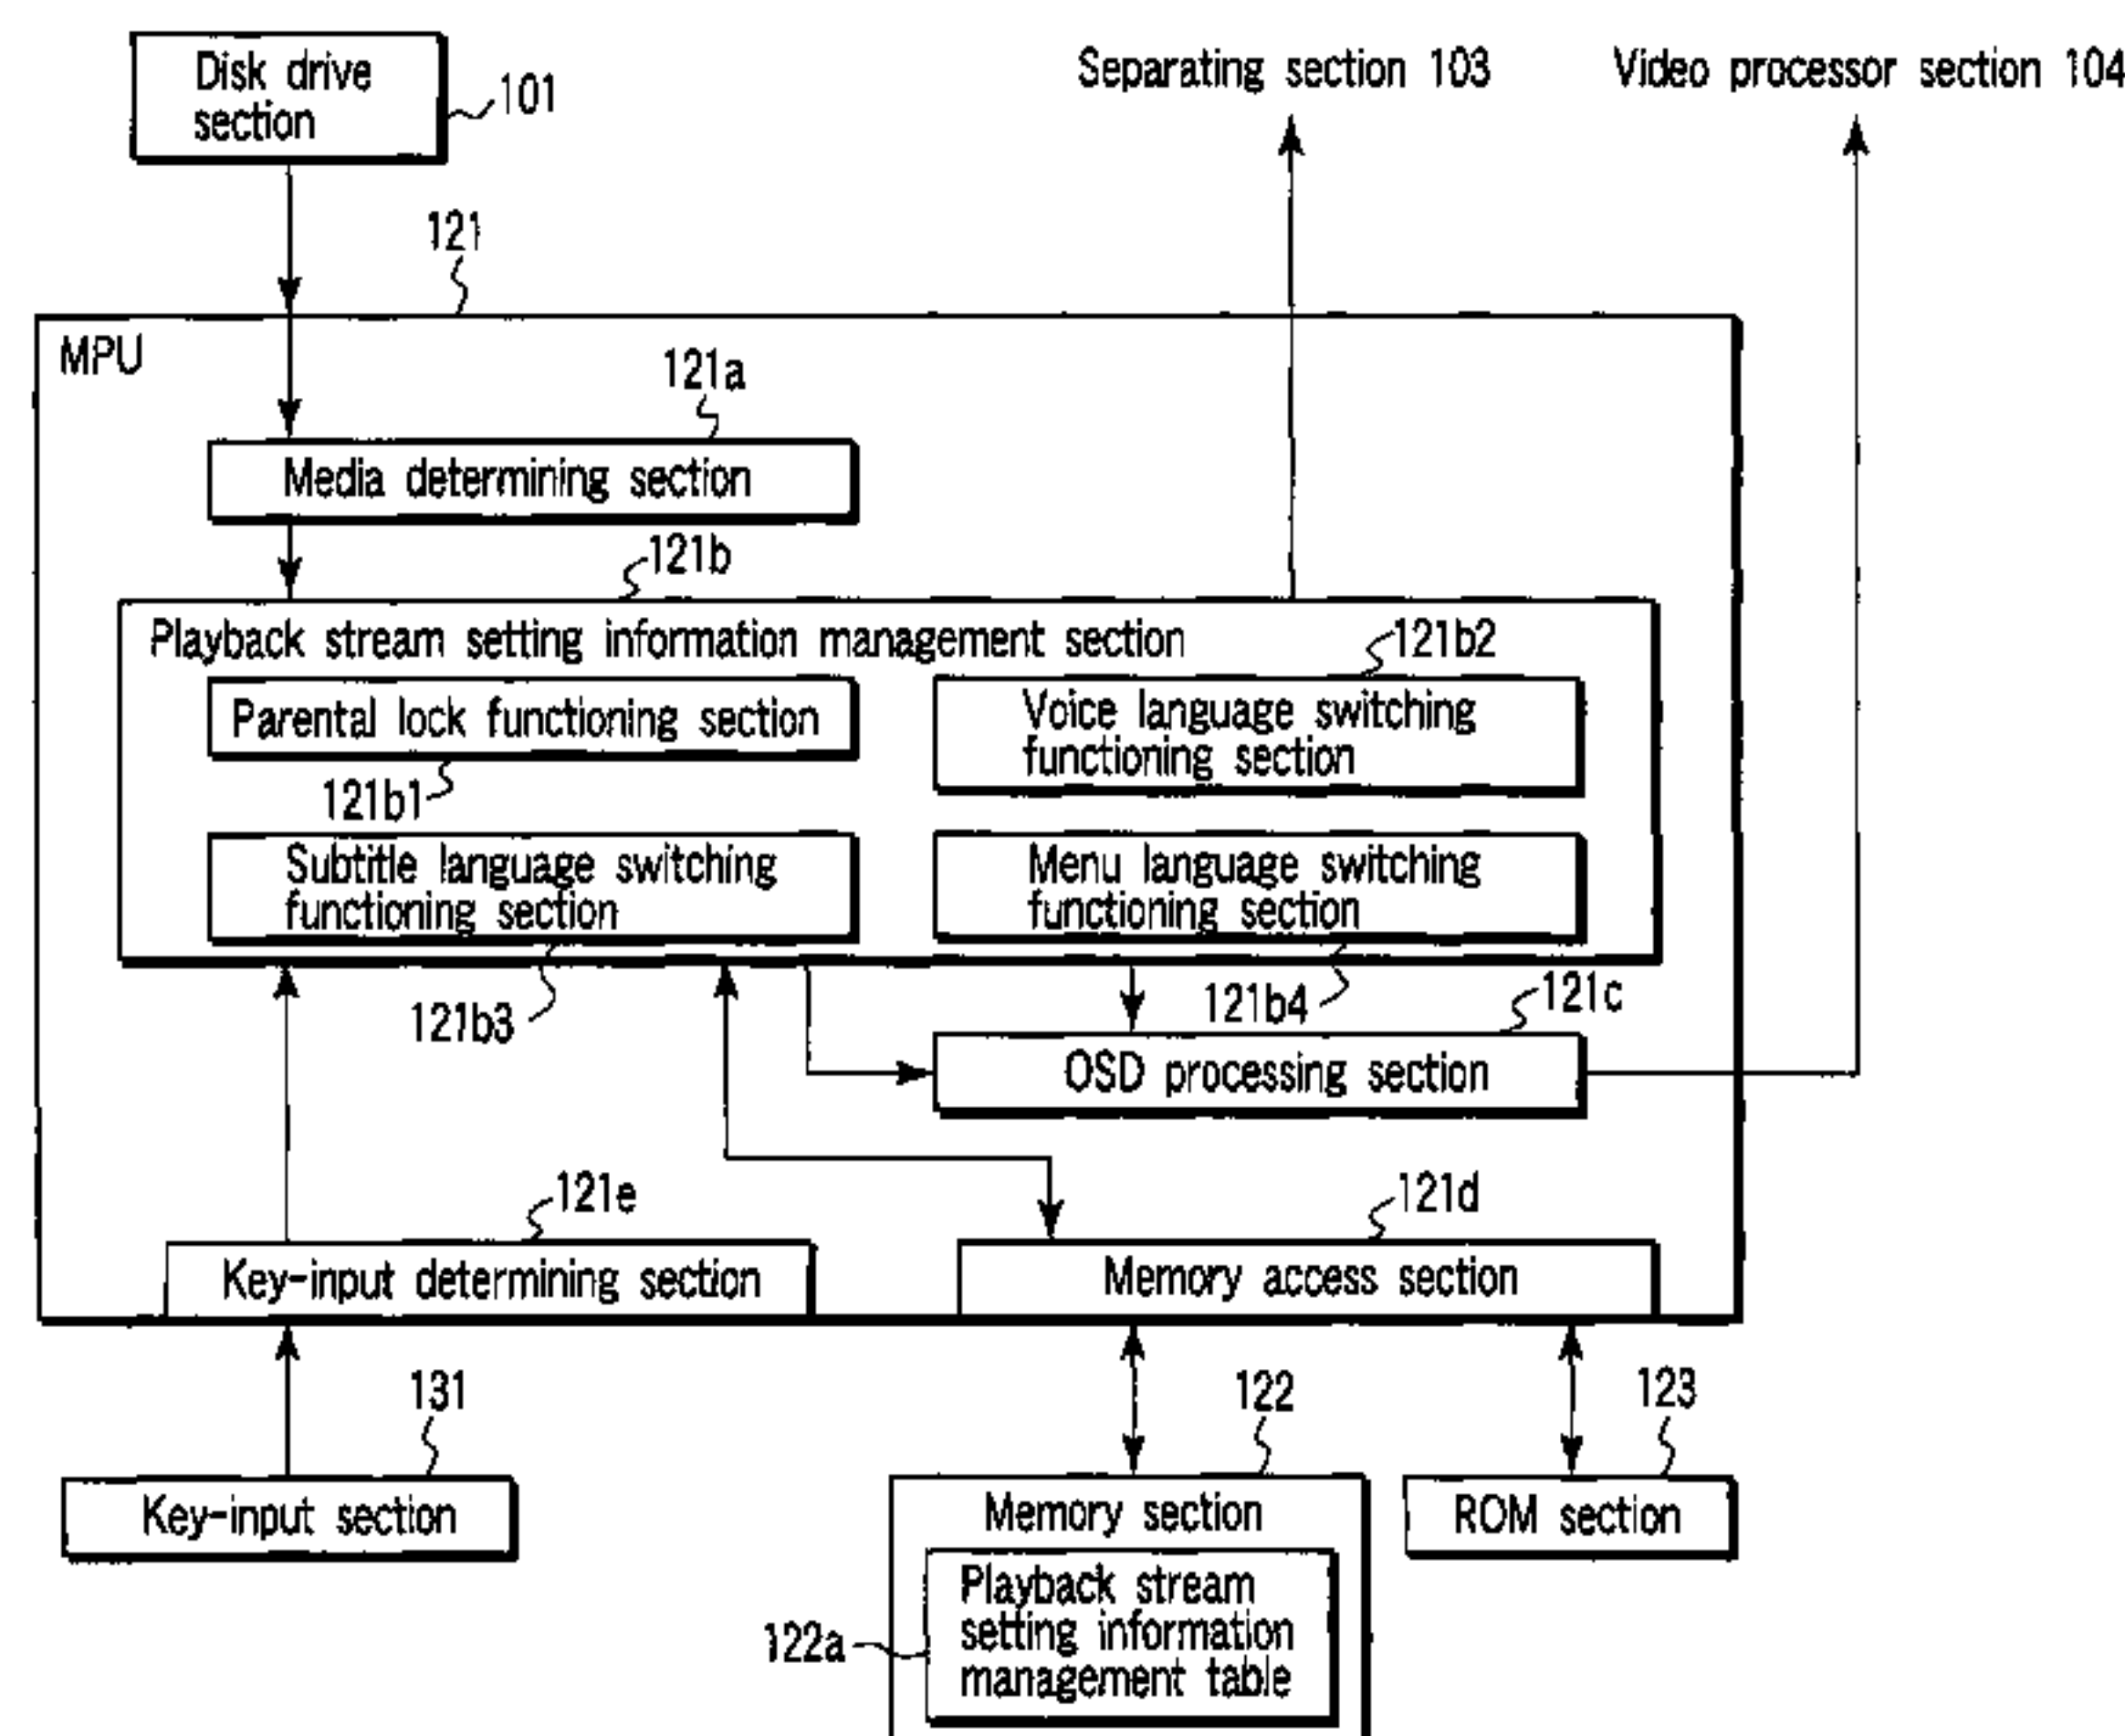 Disk drive
section
101
Separating section 103
Video processor section 104
121
MPU
121a
Media determining section
121b
Playback stream setting information management section
121b2
Parental lock functioning section
Voice language switching
functioning section
121b1
Subtitle language switching
functioning section
Menu language switching
functioning section
121b3
121b4
121c
OSD processing section
121e
121d
Key-input determining section
Memory access section
131
122
123
Key-input section
Memory section
ROM section
Playback stream
setting information
management table
122a